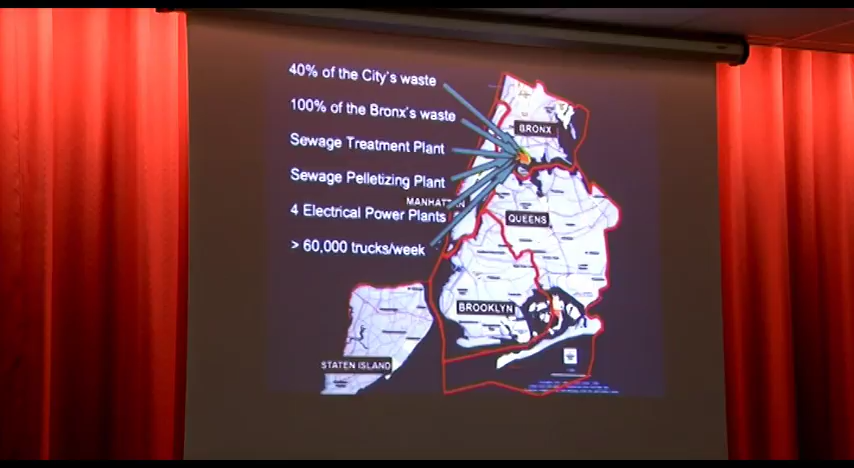 40% of the City's waste
100% of the Bronx's waste
Sewage Treatment Plant
Sewage Pelletizing Plant
4 Electrical Power Plants
> 60,000 trucks/week
BRONX
QUEENS
BROOKLYN
STATEN ISLAND